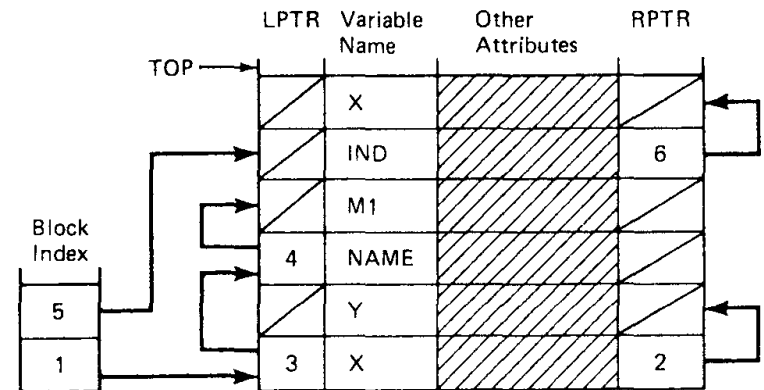 LPTR Variable Name Other Attributes RPTR
TOP
X
IND 6
M1
Block Index
4 NAME
5 Y
1 3 X 2